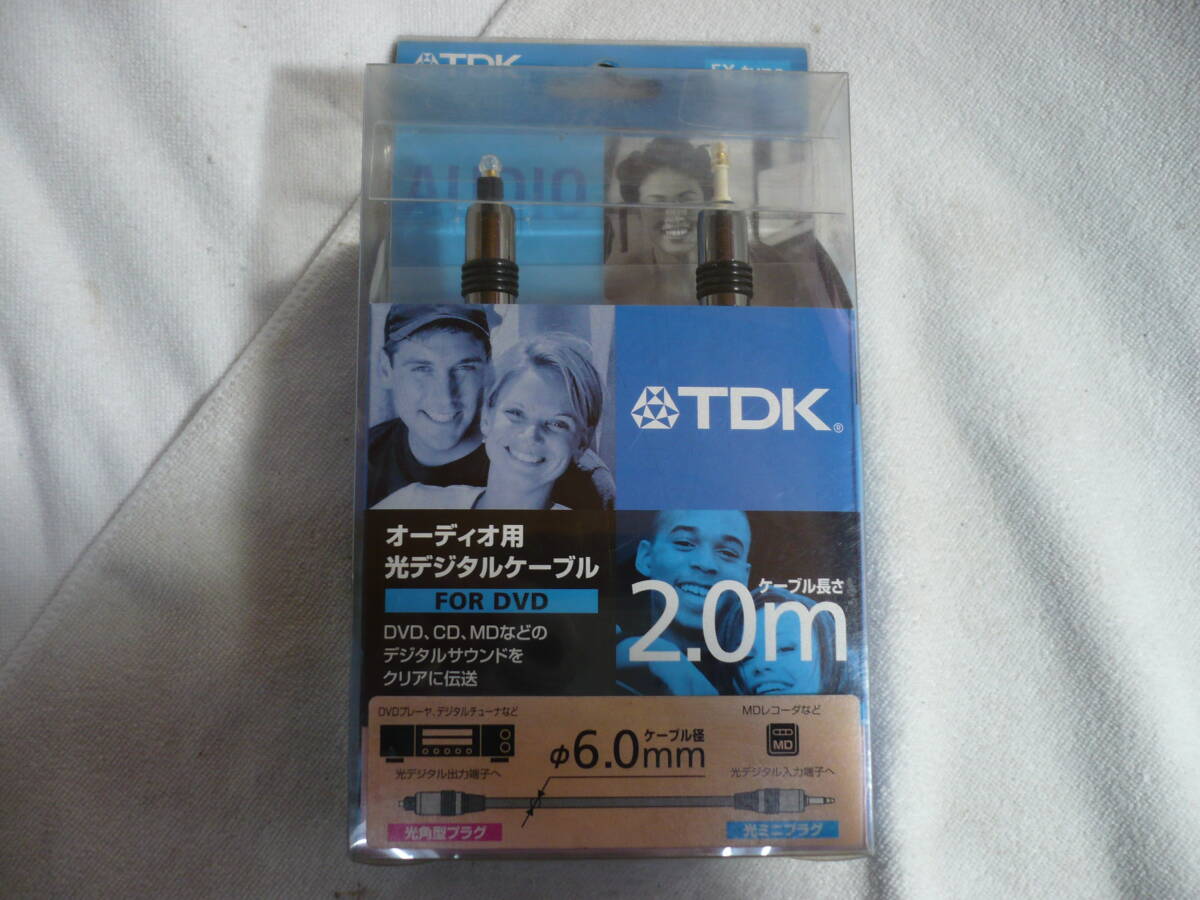 TDK
EX type
AUDIO
TDK®
オーディオ用
光デジタルケーブル
FOR DVD
DVD、CD、MDなどの
デジタルサウンドを
クリアに伝送
ケーブル長さ
2.0m
DVDプレーヤ、デジタルチューナなど
MDレコーダなど
ケーブル径
φ6.0mm
MD
光デジタル出力端子へ
光デジタル入力端子へ
光角型プラグ
光ミニプラグ